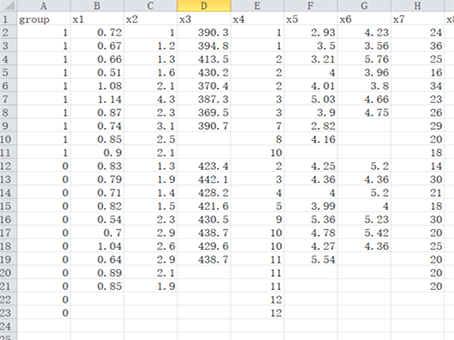 A B C D E F G H
1 group x1 x2 x3 x4 x5 x6 x7
2 1 0.72 1 390.3 1 2.93 4.23 24
3 1 0.67 1.2 394.8 1 3.5 3.56 36
4 1 0.66 1.3 413.5 2 3.21 5.76 25
5 1 0.51 1.6 430.2 2 4 3.96 16
6 1 1.08 2.1 370.4 2 4.01 3.8 34
7 1 1.14 4.3 387.3 3 5.03 4.66 23
8 1 0.87 2.3 369.5 3 3.9 4.75 26
9 1 0.74 3.1 390.7 7 2.82 29
10 1 0.85 2.5 8 4.16 20
11 1 0.9 2.1 10 18
12 0 0.83 1.3 423.4 2 4.25 5.2 14
13 0 0.79 1.9 442.1 3 4.36 4.36 30
14 0 0.71 1.4 428.2 4 4 5.2 21
15 0 0.82 1.5 421.6 5 3.99 4 18
16 0 0.54 2.3 430.5 9 5.36 5.23 30
17 0 0.7 2.9 438.7 10 4.78 5.42 20
18 0 1.04 2.6 429.6 10 4.27 4.36 25
19 0 0.64 2.9 438.7 11 5.54 20
20 0 0.89 2.1 11 20
21 0 0.85 1.9 11 20
22 0 12
23 0 12
24